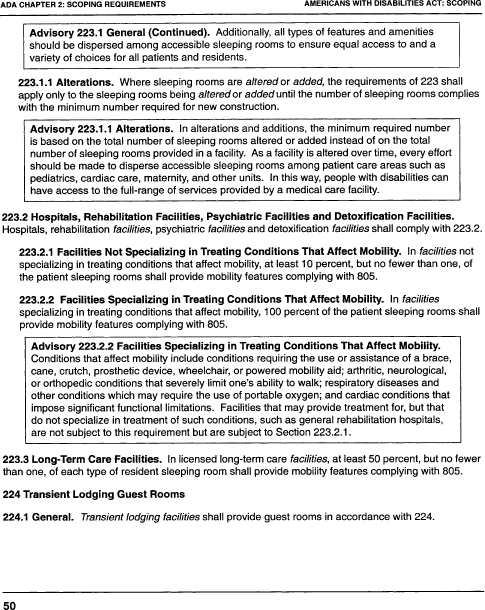 ADA CHAPTER 2: SCOPING REQUIREMENTS AMERICANS WITH DISABILITIES ACT: SCOPING
Advisory 223.1 General (Continued). Additionally, all types of features and amenities
should be dispersed among accessible sleeping rooms to ensure equal access to and a
variety of choices for all patients and residents.
223.1.1 Alterations. Where sleeping rooms are altered or added, the requirements of 223 shall
apply only to the sleeping rooms being altered or added until the number of sleeping rooms complies
with the minimum number required for new construction.
Advisory 223.1.1 Alterations. In alterations and additions, the minimum required number
is based on the total number of sleeping rooms altered or added instead of on the total
number of sleeping rooms provided in a facility. As a facility is altered over time, every effort
should be made to disperse accessible sleeping rooms among patient care areas such as
pediatrics, cardiac care, maternity, and other units. In this way, people with disabilities can
have access to the full-range of services provided by a medical care facility.
223.2 Hospitals, Rehabilitation Facilities, Psychiatric Facilities and Detoxification Facilities.
Hospitals, rehabilitation facilities, psychiatric facilities and detoxification facilities shall comply with 223.2.
223.2.1 Facilities Not Specializing in Treating Conditions That Affect Mobility. In facilities not
specializing in treating conditions that affect mobility, at least 10 percent, but no fewer than one, of
the patient sleeping rooms shall provide mobility features complying with 805.
223.2.2 Facilities Specializing in Treating Conditions That Affect Mobility. In facilities
specializing in treating conditions that affect mobility, 100 percent of the patient sleeping rooms shall
provide mobility features complying with 805.
Advisory 223.2.2 Facilities Specializing in Treating Conditions That Affect Mobility.
Conditions that affect mobility include conditions requiring the use or assistance of a brace,
cane, crutch, prosthetic device, wheelchair, or powered mobility aid; arthritic, neurological,
or orthopedic conditions that severely limit one's ability to walk; respiratory diseases and
other conditions which may require the use of portable oxygen; and cardiac conditions that
impose significant functional limitations. Facilities that may provide treatment for, but that
do not specialize in treatment of such conditions, such as general rehabilitation hospitals,
are not subject to this requirement but are subject to Section 223.2.1.
223.3 Long-Term Care Facilities. In licensed long-term care facilities, at least 50 percent, but no fewer
than one, of each type of resident sleeping room shall provide mobility features complying with 805.
224 Transient Lodging Guest Rooms
224.1 General. Transient lodging facilities shall provide guest rooms in accordance with 224.
50